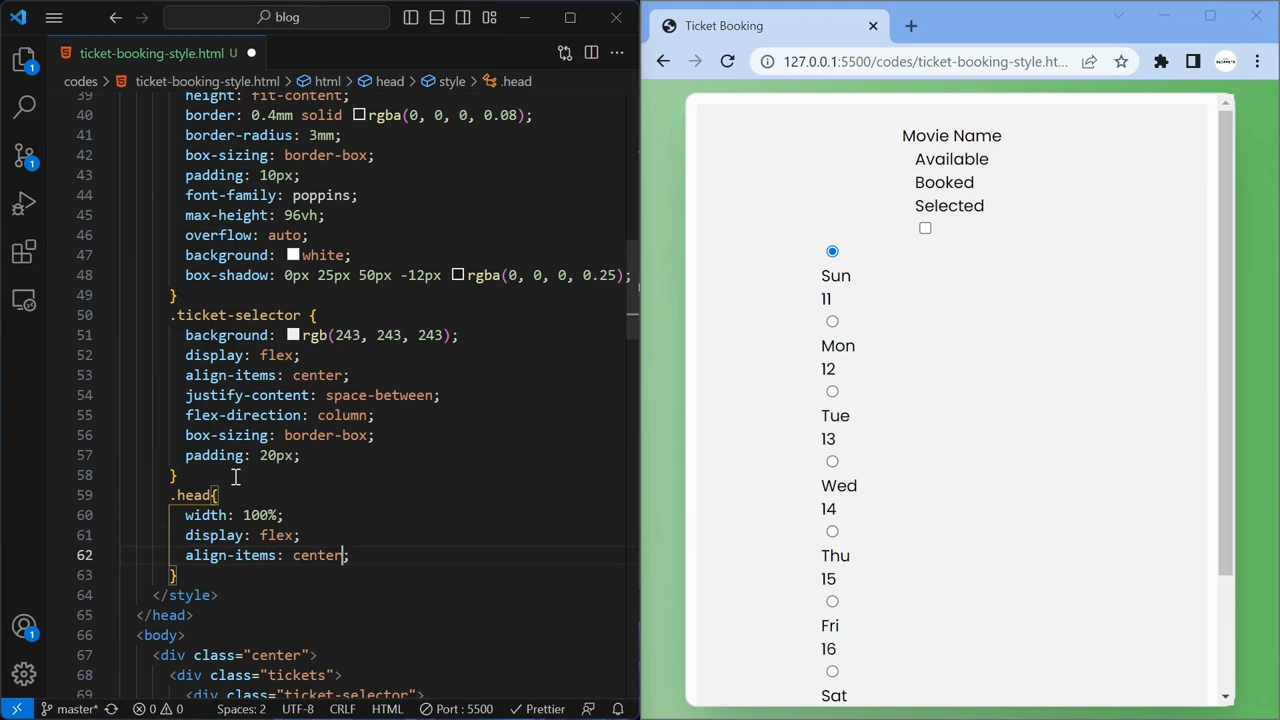 blog
ticket-booking-style.html U
codes > ticket-booking-style.html > html > head > style > .head
39 height: fit-content;
40 border: 0.4mm solid rgba(0, 0, 0, 0.08);
41 border-radius: 3mm;
42 box-sizing: border-box;
43 padding: 10px;
44 font-family: poppins;
45 max-height: 96vh;
46 overflow: auto;
47 background: white;
48 box-shadow: 0px 25px 50px -12px rgba(0, 0, 0, 0.25);
49 }
50 .ticket-selector {
51 background: rgb(243, 243, 243);
52 display: flex;
53 align-items: center;
54 justify-content: space-between;
55 flex-direction: column;
56 box-sizing: border-box;
57 padding: 20px;
58 }
59 .head{
60 width: 100%;
61 display: flex;
62 align-items: center;
63 }
64 </style>
65 </head>
66 <body>
67 <div class="center">
68 <div class="tickets">
69 <div class="ticket-selector">
1
1
1
master* 0 0 Spaces: 2 UTF-8 CRLF HTML Port : 5500 Prettier
Ticket Booking
127.0.0.1:5500/codes/ticket-booking-style.ht...
Movie Name
Available
Booked
Selected
Sun
11
Mon
12
Tue
13
Wed
14
Thu
15
Fri
16
Sat